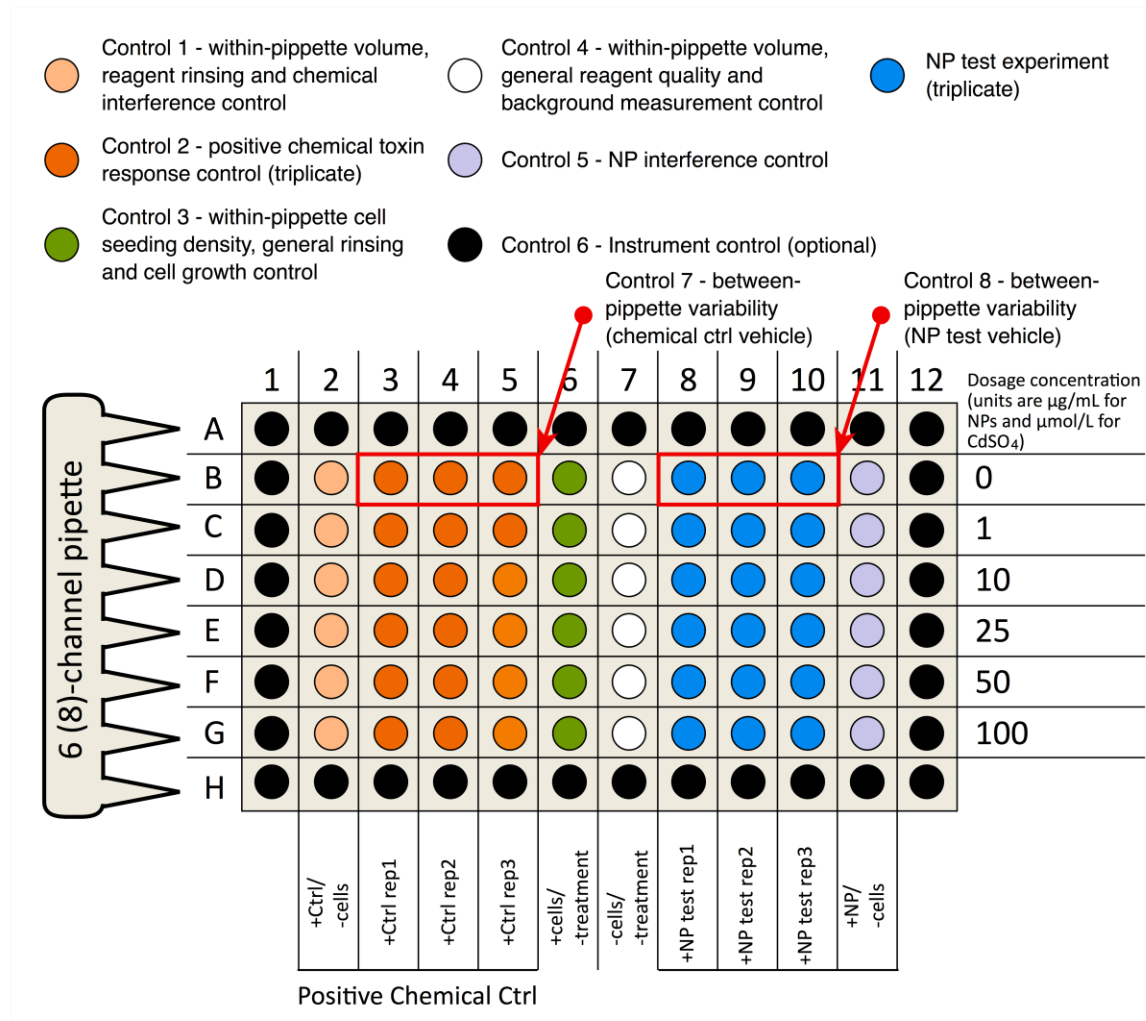 Control 1 - within-pippette volume,
reagent rinsing and chemical
interference control
Control 4 - within-pippette volume,
general reagent quality and
background measurement control
NP test experiment
(triplicate)
Control 2 - positive chemical toxin
response control (triplicate)
Control 5 - NP interference control
Control 3 - within-pippette cell
seeding density, general rinsing
and cell growth control
Control 6 - Instrument control (optional)
Control 7 - between-
pippette variability
(chemical ctrl vehicle)
Control 8 - between-
pippette variability
(NP test vehicle)
1 2 3 4 5 6 7 8 9 10 11 12
Dosage concentration
(units are µg/mL for
NPs and µmol/L for
CdSO₄)
6 (8)-channel pipette
A
B 0
C 1
D 10
E 25
F 50
G 100
H
+Ctrl/
-cells
+Ctrl rep1
+Ctrl rep2
+Ctrl rep3
+cells/
-treatment
-cells/
-treatment
+NP test rep1
+NP test rep2
+NP test rep3
+NP/
-cells
Positive Chemical Ctrl